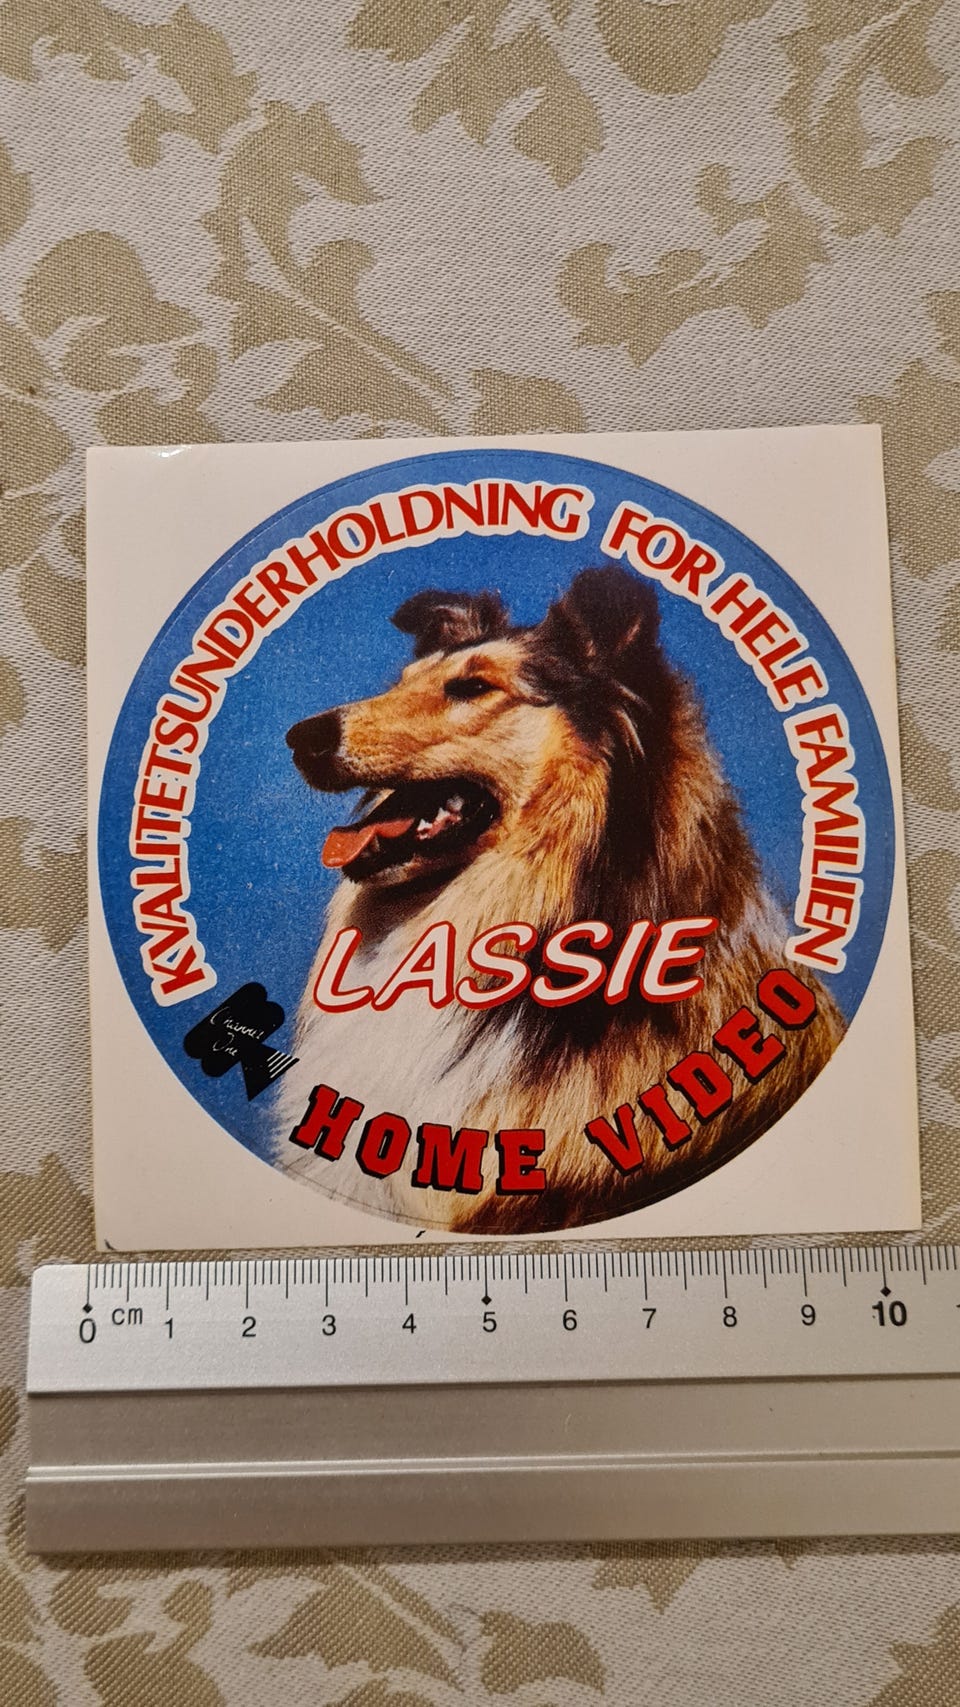 KVALITETSUNDERHOLDNING FOR HELE FAMILIEN
LASSIE
Channel
One
HOME VIDEO
0 cm 1 2 3 4 5 6 7 8 9 10